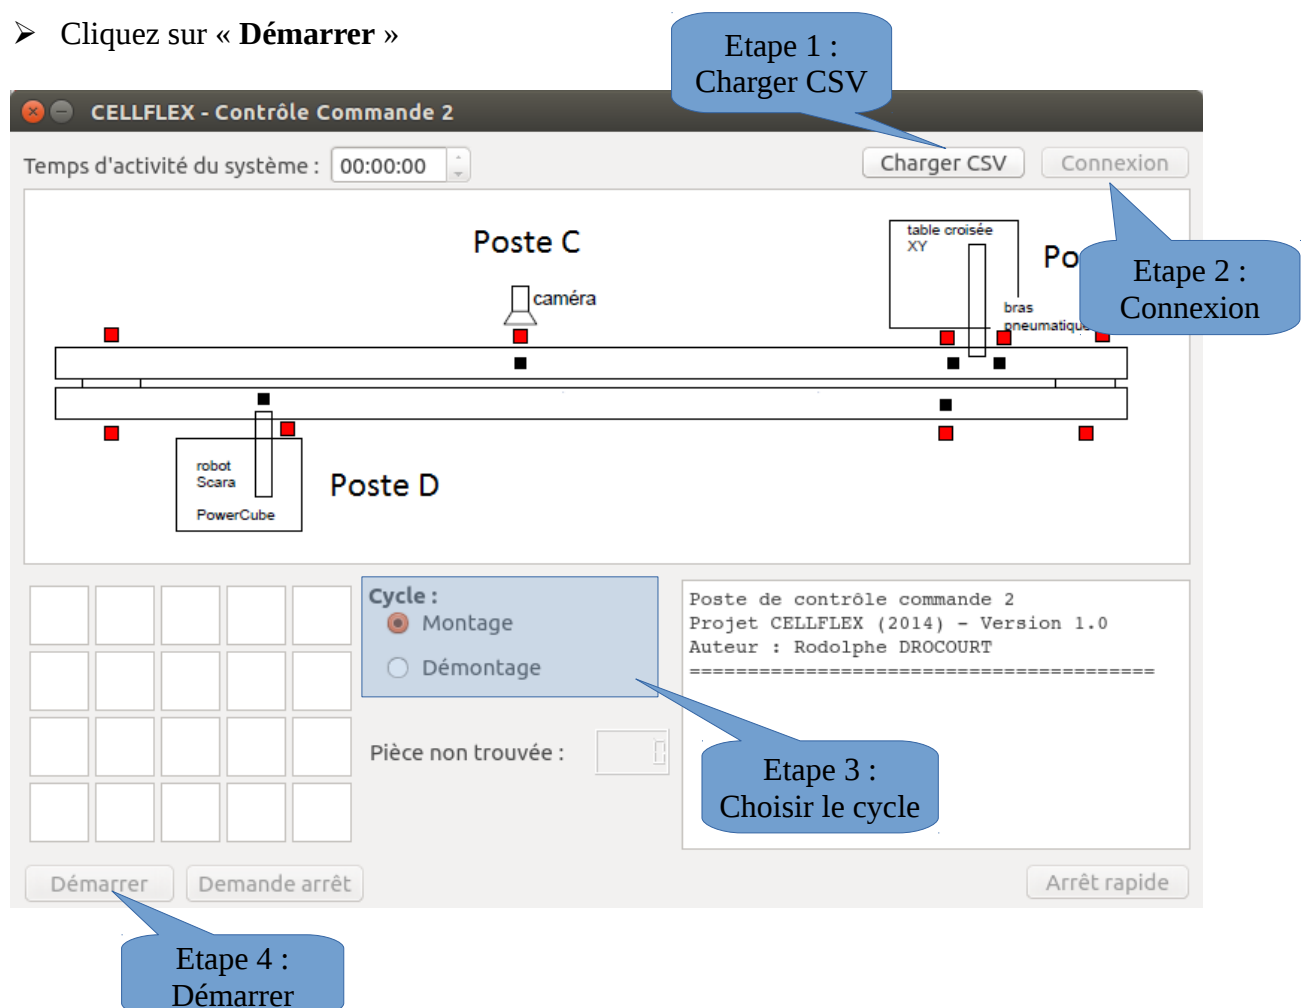 ➢ Cliquez sur « Démarrer »
Etape 1 :
Charger CSV
CELLFLEX - Contrôle Commande 2
Temps d'activité du système : 00:00:00
Charger CSV
Connexion
Etape 2 :
Connexion
Poste C
caméra
table croisée
XY
bras
pneumatique
robot
Scara
PowerCube
Poste D
Cycle :
Montage
Démontage
Pièce non trouvée : 0
Etape 3 :
Choisir le cycle
Poste de contrôle commande 2
Projet CELLFLEX (2014) - Version 1.0
Auteur : Rodolphe DROCOURT
========================================
Démarrer
Demande arrêt
Arrêt rapide
Etape 4 :
Démarrer